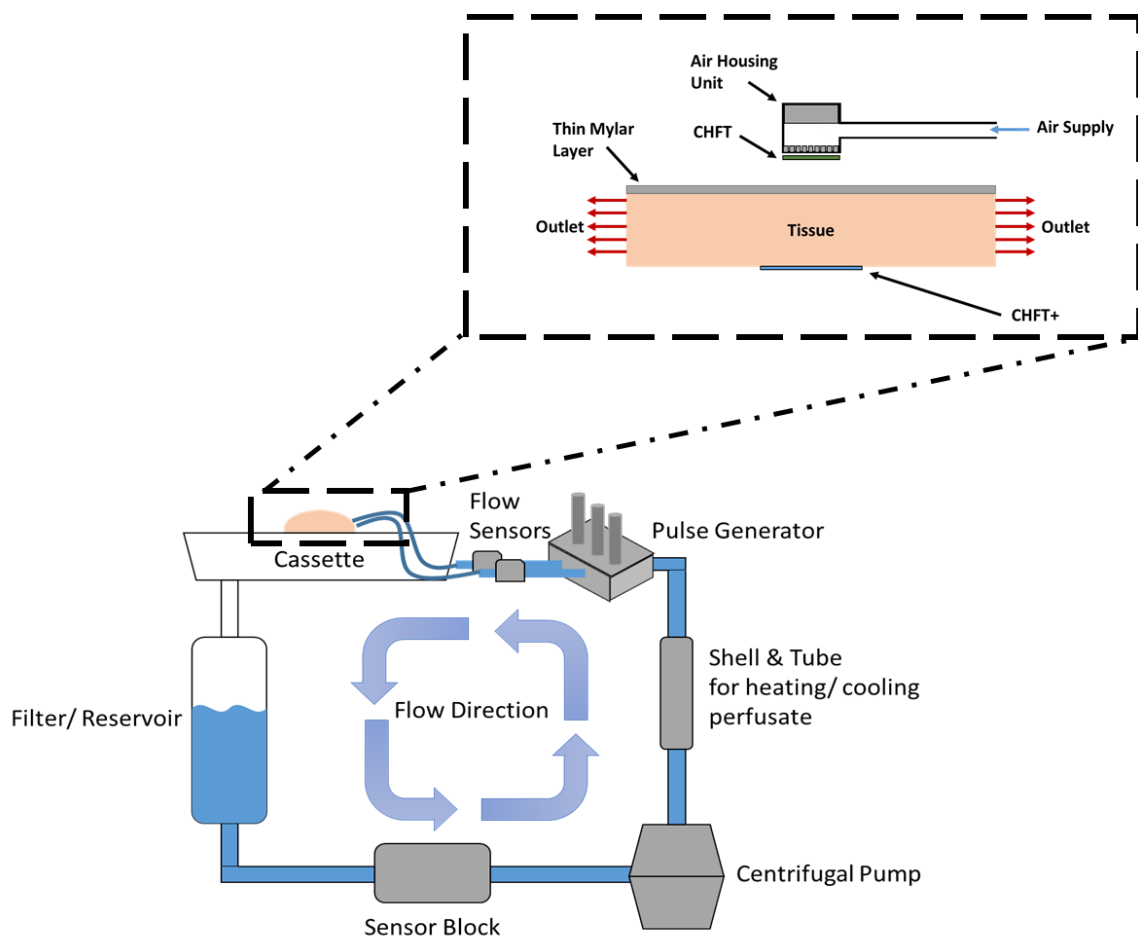 Air Housing
Unit
Thin Mylar
Layer
CHFT
Air Supply
Outlet
Tissue
Outlet
CHFT+
Flow
Sensors
Pulse Generator
Cassette
Shell & Tube
for heating/ cooling
perfusate
Filter/ Reservoir
Flow Direction
Centrifugal Pump
Sensor Block